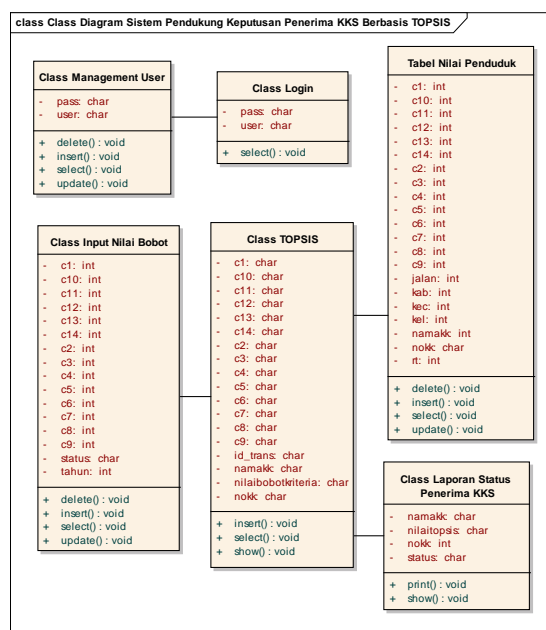 class Class Diagram Sistem Pendukung Keputusan Penerima KKS Berbasis TOPSIS
Class Management User
- pass: char
- user: char
+ delete() : void
+ insert() : void
+ select() : void
+ update() : void
Class Login
- pass: char
- user: char
+ select() : void
Tabel Nilai Penduduk
- c1: int
- c10: int
- c11: int
- c12: int
- c13: int
- c14: int
- c2: int
- c3: int
- c4: int
- c5: int
- c6: int
- c7: int
- c8: int
- c9: int
- jalan: int
- kab: int
- kec: int
- kel: int
- namakk: int
- nokk: char
- rt: int
+ delete() : void
+ insert() : void
+ select() : void
+ update() : void
Class Input Nilai Bobot
- c1: int
- c10: int
- c11: int
- c12: int
- c13: int
- c14: int
- c2: int
- c3: int
- c4: int
- c5: int
- c6: int
- c7: int
- c8: int
- c9: int
- status: char
- tahun: int
+ delete() : void
+ insert() : void
+ select() : void
+ update() : void
Class TOPSIS
- c1: char
- c10: char
- c11: char
- c12: char
- c13: char
- c14: char
- c2: char
- c3: char
- c4: char
- c5: char
- c6: char
- c7: char
- c8: char
- c9: char
- id_trans: char
- namakk: char
- nilaibobotkriteria: char
- nokk: char
+ insert() : void
+ select() : void
+ show() : void
Class Laporan Status
Penerima KKS
- namakk: char
- nilaitopsis: char
- nokk: int
- status: char
+ print() : void
+ show() : void